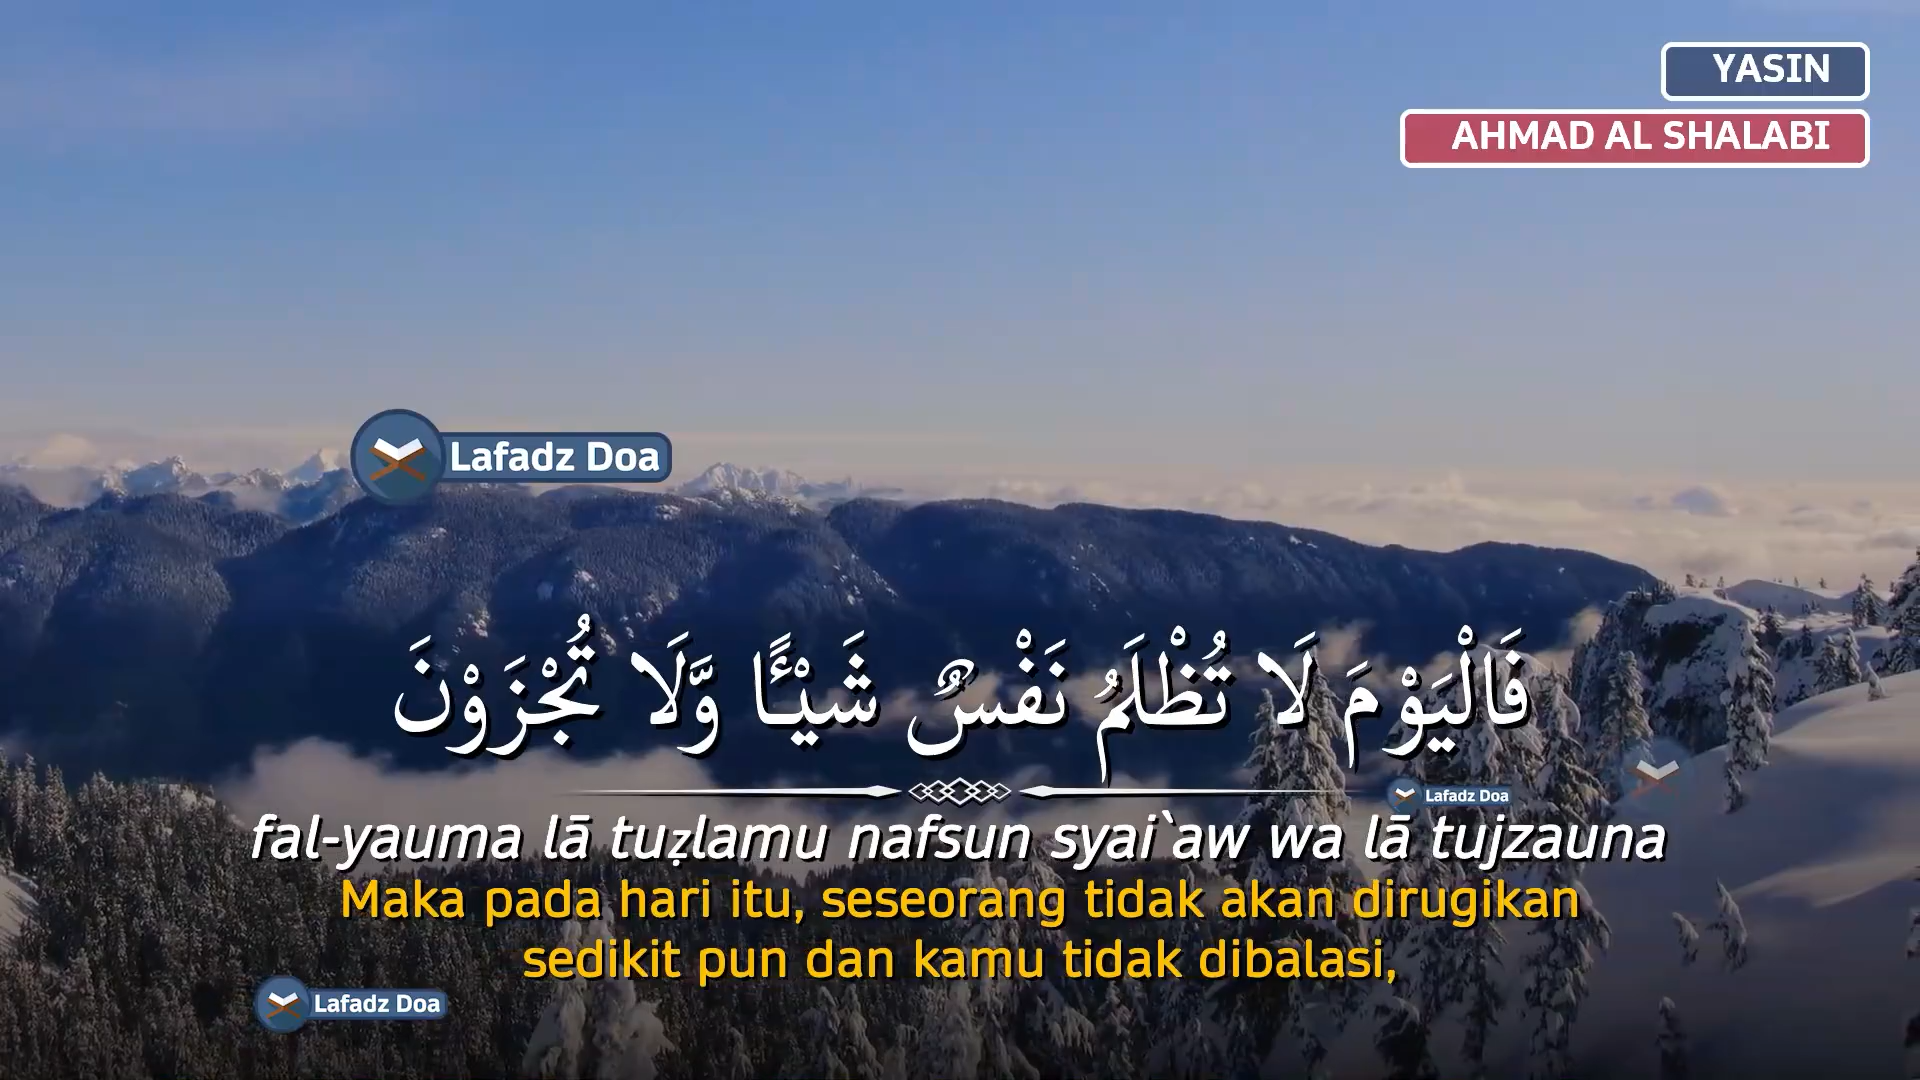 YASIN
AHMAD AL SHALABI
Lafadz Doa
فَالْيَوْمَ لَا تُظْلَمُ نَفْسٌ شَيْـًٔا وَّلَا تُجْزَوْنَ
Lafadz Doa
fal-yauma lā tuẓlamu nafsun syai`aw wa lā tujzauna
Maka pada hari itu, seseorang tidak akan dirugikan
sedikit pun dan kamu tidak dibalasi,
Lafadz Doa